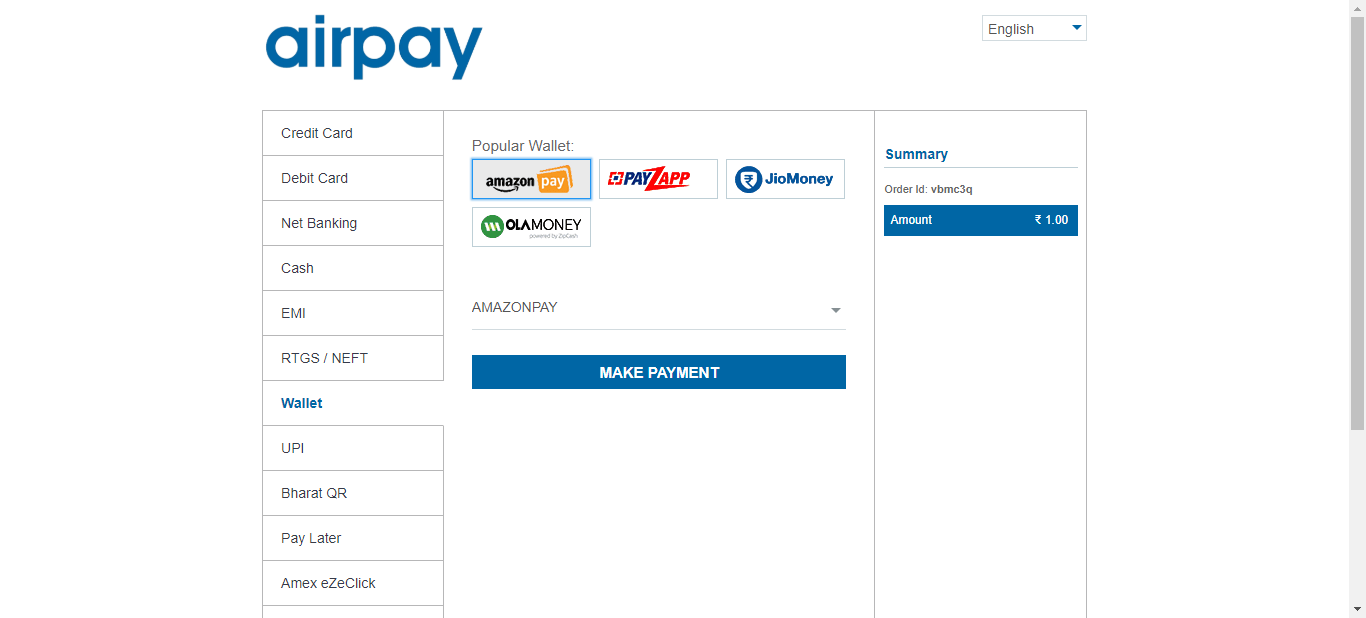 airpay
English
Credit Card
Debit Card
Net Banking
Cash
EMI
RTGS / NEFT
Wallet
UPI
Bharat QR
Pay Later
Amex eZeClick
Popular Wallet:
amazon pay
PAYZAPP
JioMoney
OLAMONEY
powered by ZipCash
AMAZONPAY
MAKE PAYMENT
Summary
Order Id: vbmc3q
Amount ₹ 1.00